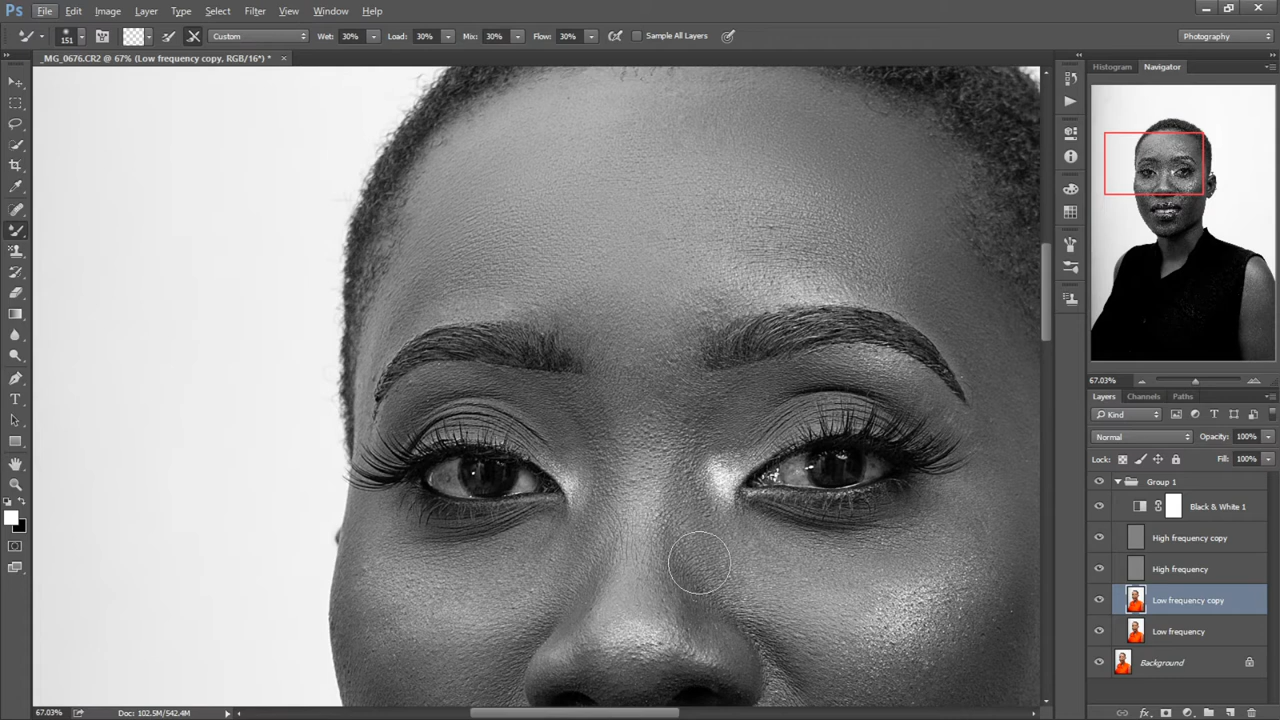 Ps File Edit Image Layer Type Select Filter View Window Help
151 Custom Wet: 30% Load: 30% Mix: 30% Flow: 30% Sample All Layers Photography
_MG_0676.CR2 @ 67% (Low frequency copy, RGB/16*) * ×
Histogram Navigator
67.03%
Layers Channels Paths
Kind
Normal Opacity: 100%
Lock: Fill: 100%
Group 1
Black & White 1
High frequency copy
High frequency
Low frequency copy
Low frequency
Background
67.03% Doc: 102.5M/542.4M
fx